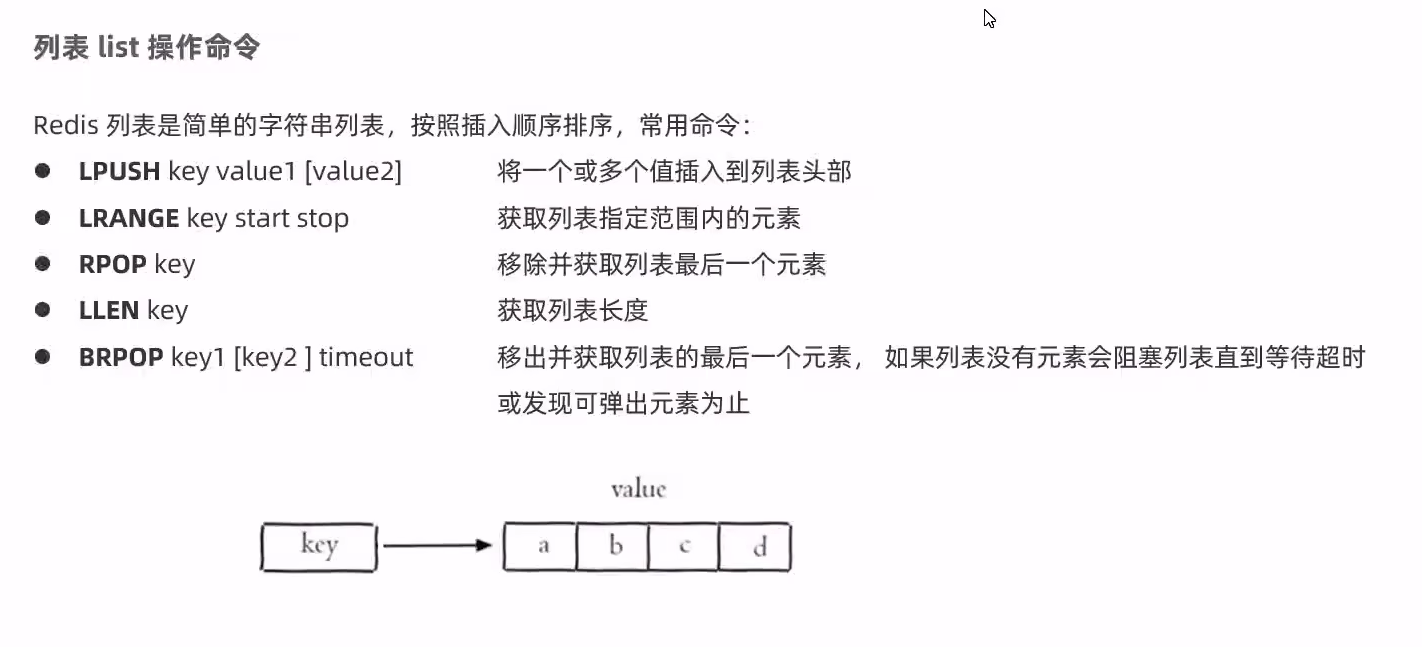 列表 list 操作命令
Redis 列表是简单的字符串列表，按照插入顺序排序，常用命令：
● LPUSH key value1 [value2] 将一个或多个值插入到列表头部
● LRANGE key start stop 获取列表指定范围内的元素
● RPOP key 移除并获取列表最后一个元素
● LLEN key 获取列表长度
● BRPOP key1 [key2 ] timeout 移出并获取列表的最后一个元素， 如果列表没有元素会阻塞列表直到等待超时
或发现可弹出元素为止
value
key a b c d